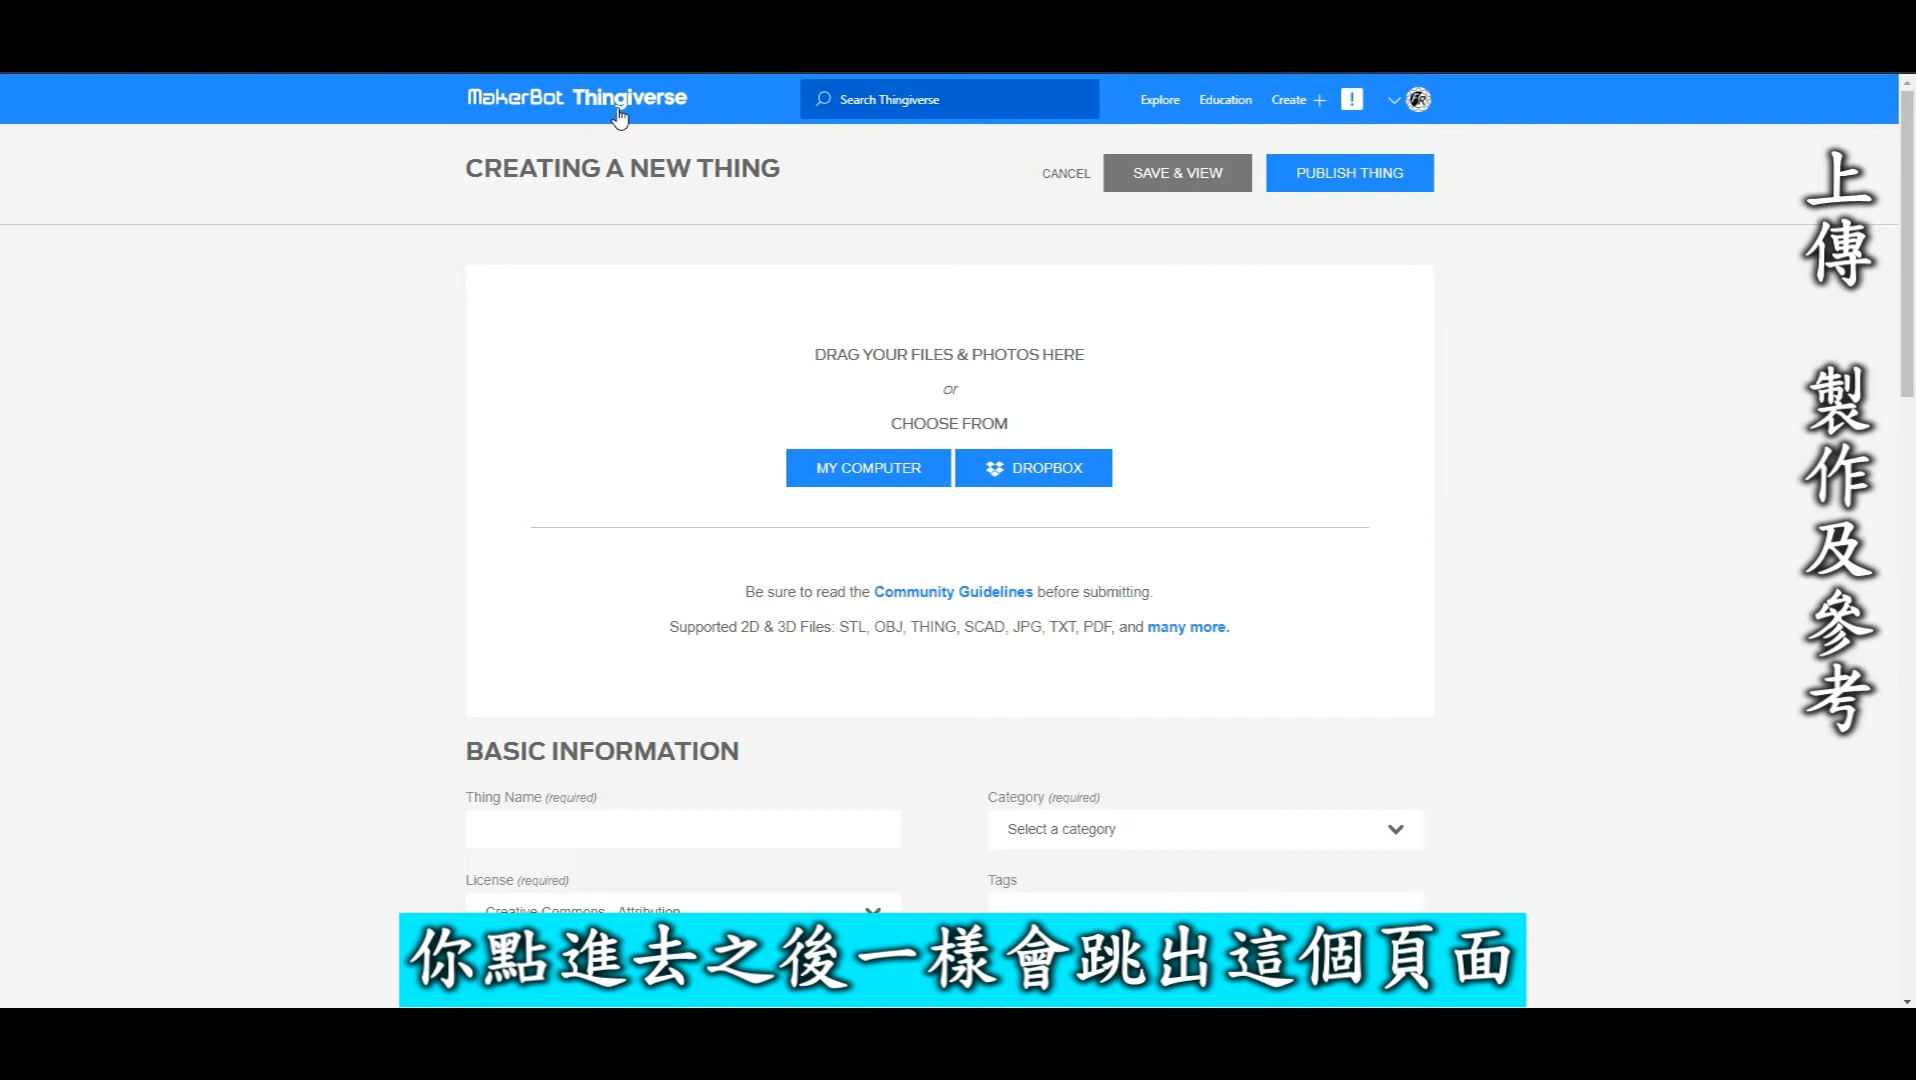 MakerBot Thingiverse
Search Thingiverse
Explore
Education
Create +
!
CREATING A NEW THING
CANCEL
SAVE & VIEW
PUBLISH THING
DRAG YOUR FILES & PHOTOS HERE
or
CHOOSE FROM
MY COMPUTER
DROPBOX
Be sure to read the Community Guidelines before submitting.
Supported 2D & 3D Files: STL, OBJ, THING, SCAD, JPG, TXT, PDF, and many more.
BASIC INFORMATION
Thing Name (required)
Category (required)
Select a category
License (required)
Tags
Creative Commons - Attribution
上傳 製作及參考
你點進去之後一樣會跳出這個頁面